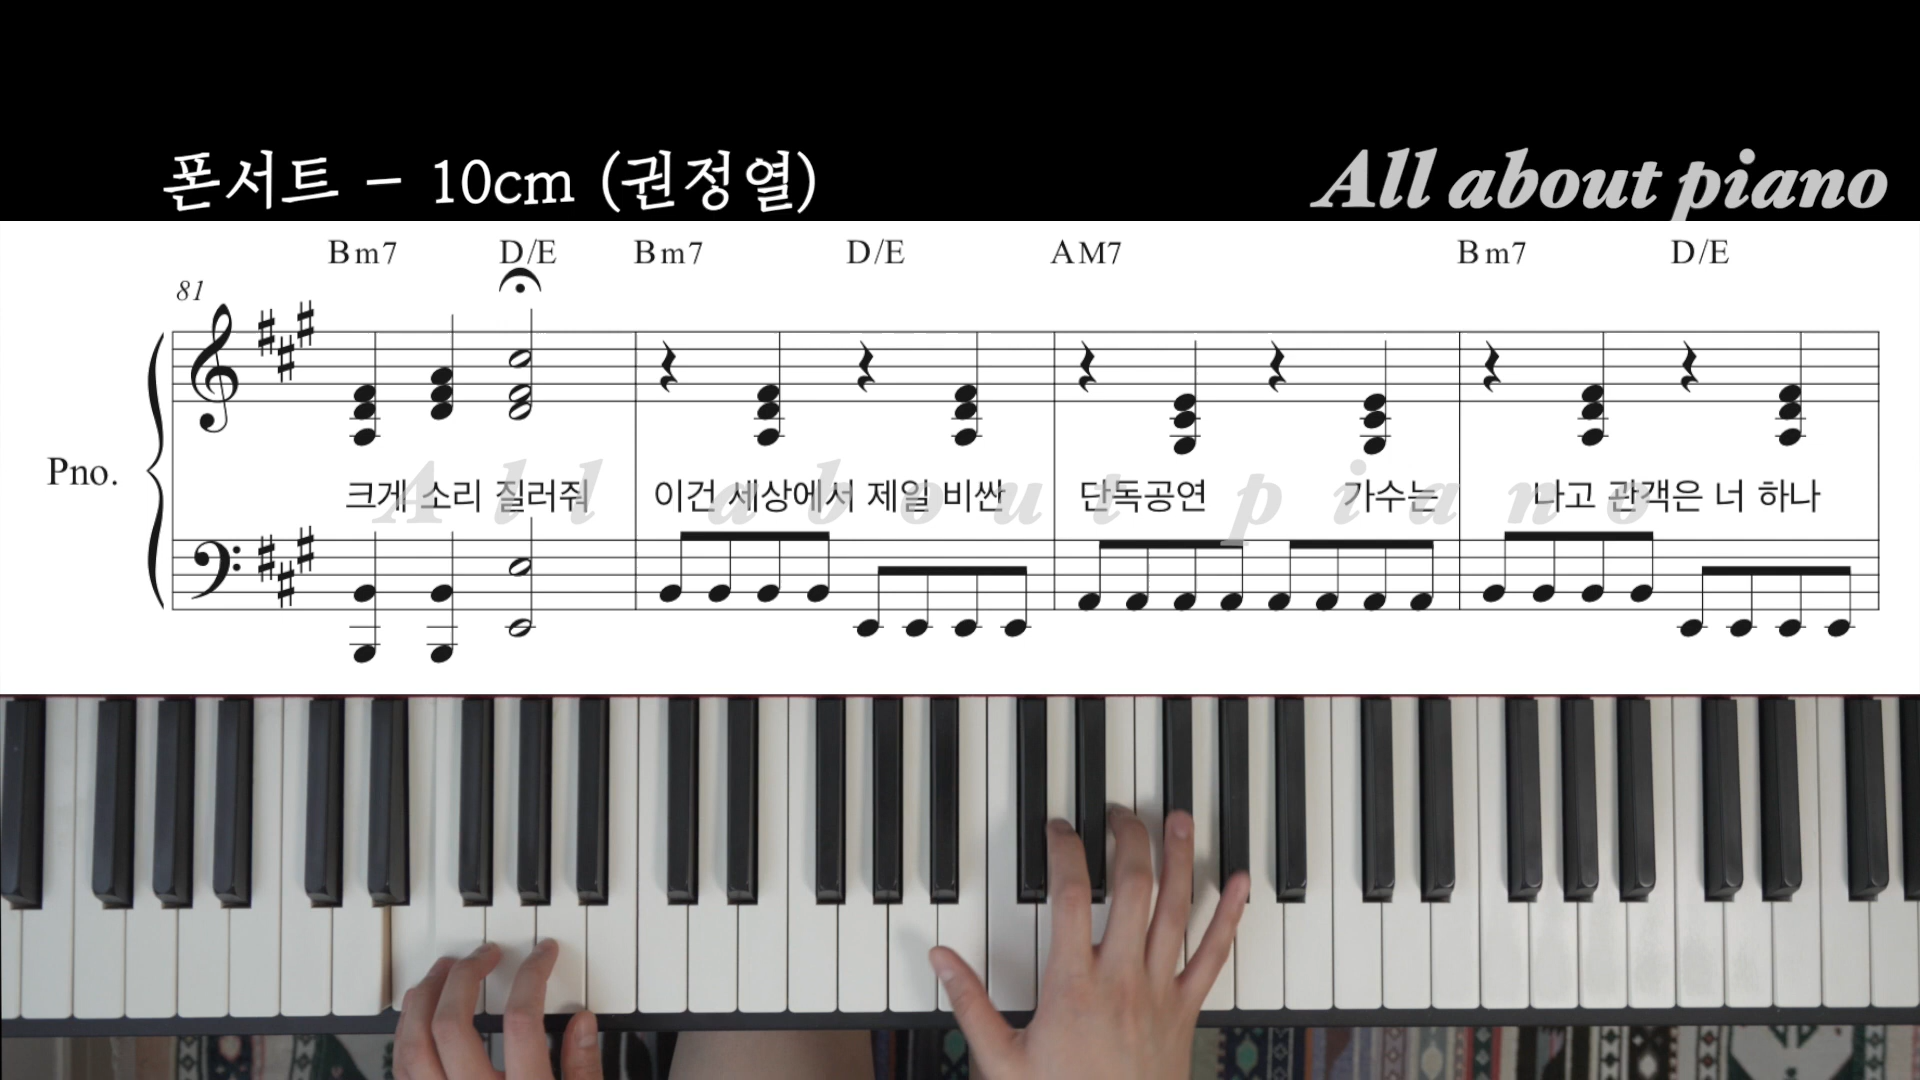 폰서트 - 10cm (권정열)
All about piano
Bm7 D/E Bm7 D/E AM7 Bm7 D/E
81
Pno.
크게 소리 질러줘 이건 세상에서 제일 비싼 단독공연 가수는 나고 관객은 너 하나
All about piano